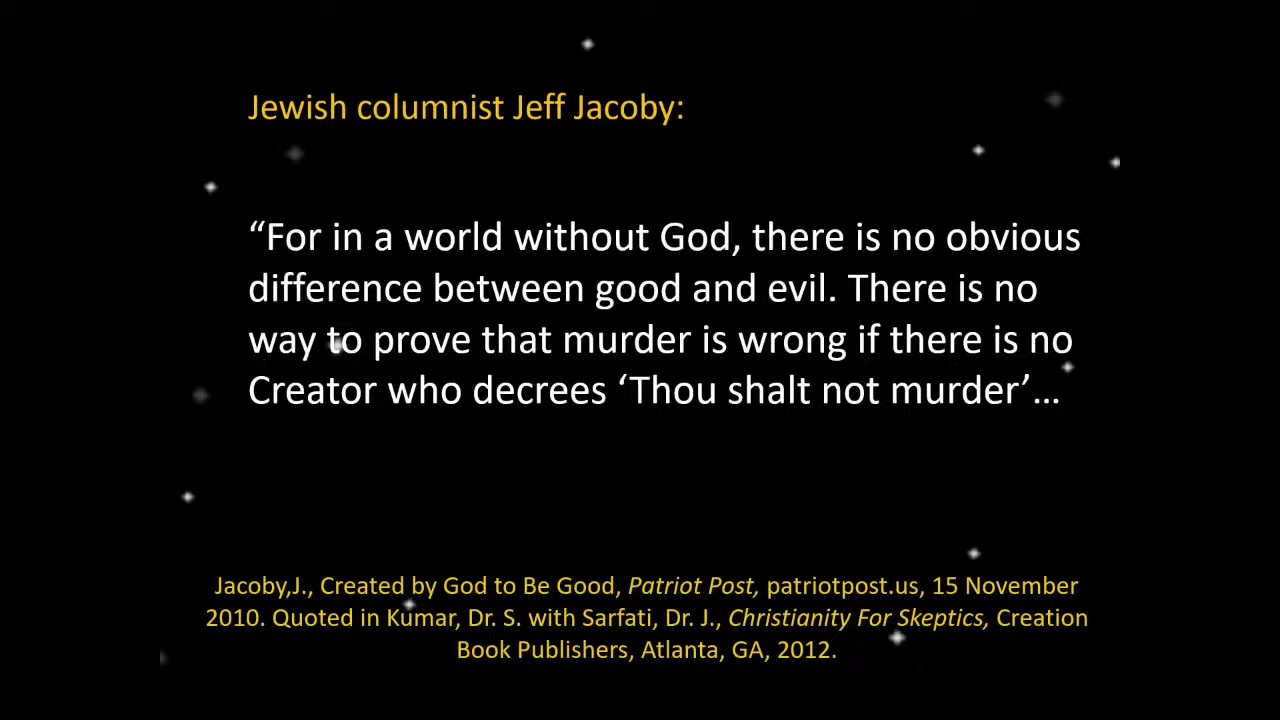 Jewish columnist Jeff Jacoby:
“For in a world without God, there is no obvious
difference between good and evil. There is no
way to prove that murder is wrong if there is no
Creator who decrees ‘Thou shalt not murder’...
Jacoby,J., Created by God to Be Good, Patriot Post, patriotpost.us, 15 November
2010. Quoted in Kumar, Dr. S. with Sarfati, Dr. J., Christianity For Skeptics, Creation
Book Publishers, Atlanta, GA, 2012.